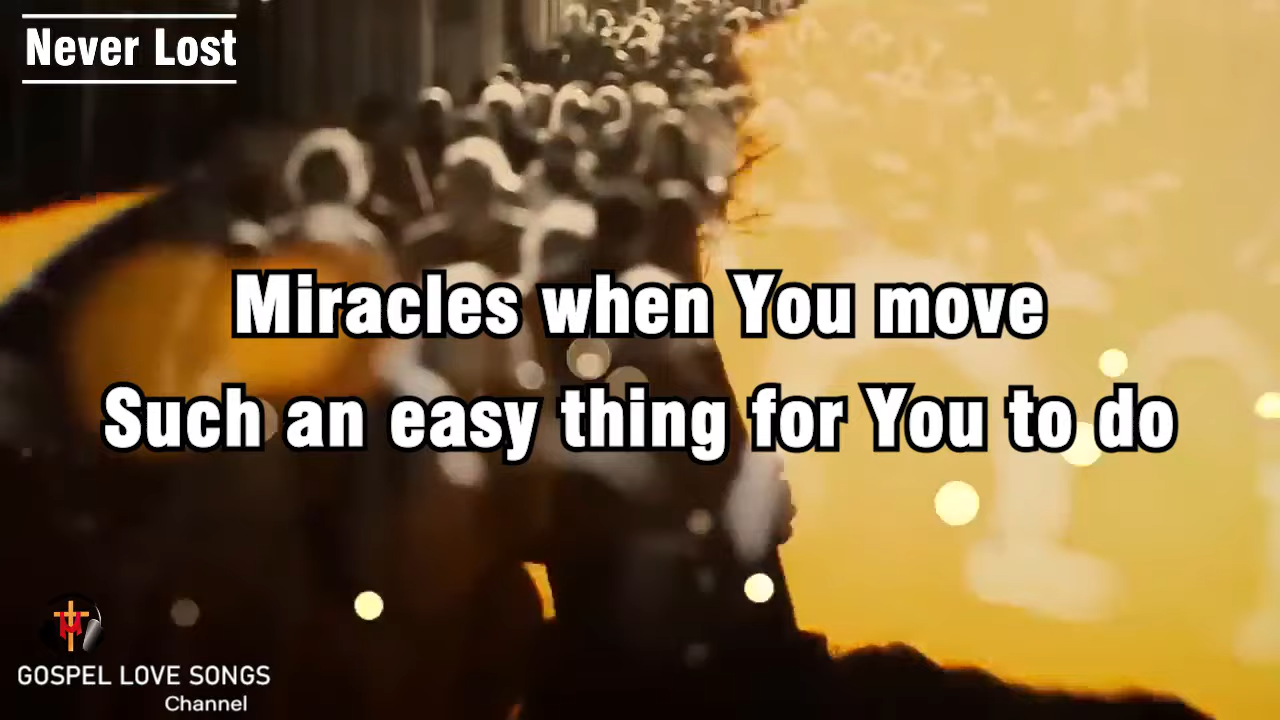 Never Lost
Miracles when You move
Such an easy thing for You to do
GOSPEL LOVE SONGS
Channel